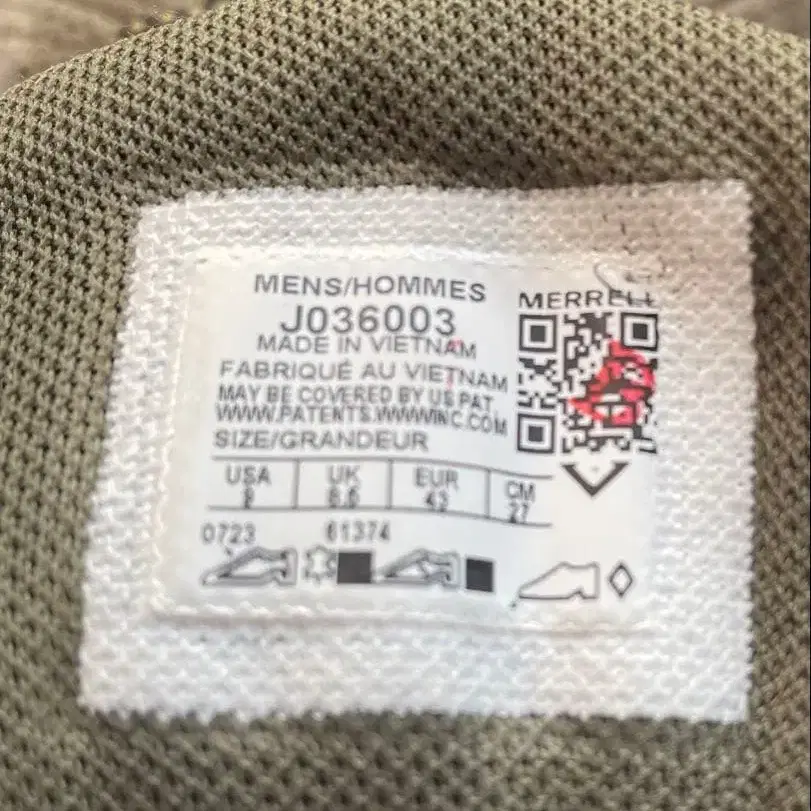 MENS/HOMMES
MERRELL
J036003
MADE IN VIETNAM
FABRIQUÉ AU VIETNAM
MAY BE COVERED BY US PAT
WWW.PATENTS.WWWINC.COM
SIZE/GRANDEUR
USA UK EUR CM
9 8.5 43 27
0723 61374